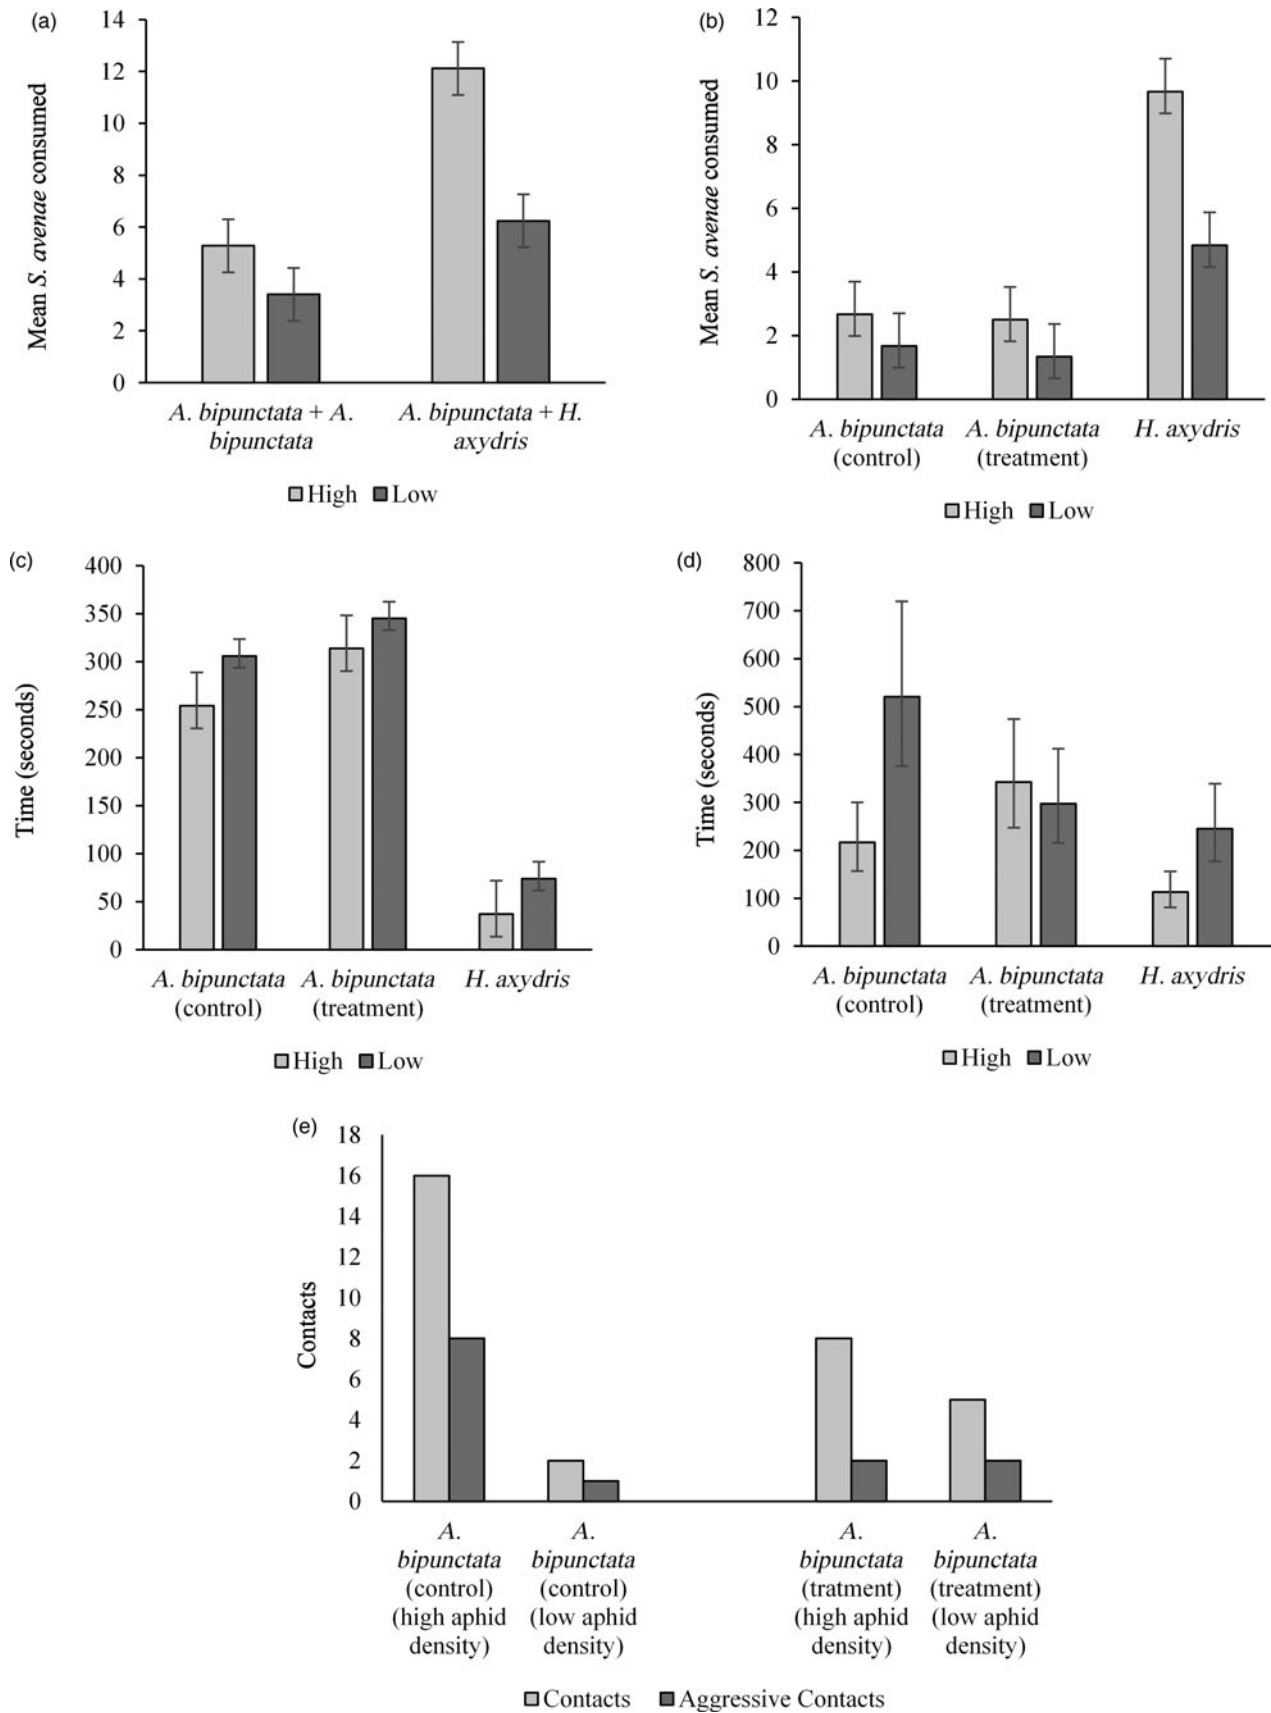 (a)
Mean S. avenae consumed
14
12
10
8
6
4
2
0
A. bipunctata + A.
bipunctata
A. bipunctata + H.
axydris
High Low
(b)
Mean S. avenae consumed
12
10
8
6
4
2
0
A. bipunctata
(control)
A. bipunctata
(treatment)
H. axydris
High Low
(c)
Time (seconds)
400
350
300
250
200
150
100
50
0
A. bipunctata
(control)
A. bipunctata
(treatment)
H. axydris
High Low
(d)
Time (seconds)
800
700
600
500
400
300
200
100
0
A. bipunctata
(control)
A. bipunctata
(treatment)
H. axydris
High Low
(e)
Contacts
18
16
14
12
10
8
6
4
2
0
A.
bipunctata
(control)
(high aphid
density)
A.
bipunctata
(control)
(low aphid
density)
A.
bipunctata
(tratment)
(high aphid
density)
A.
bipunctata
(treatment)
(low aphid
density)
Contacts Aggressive Contacts